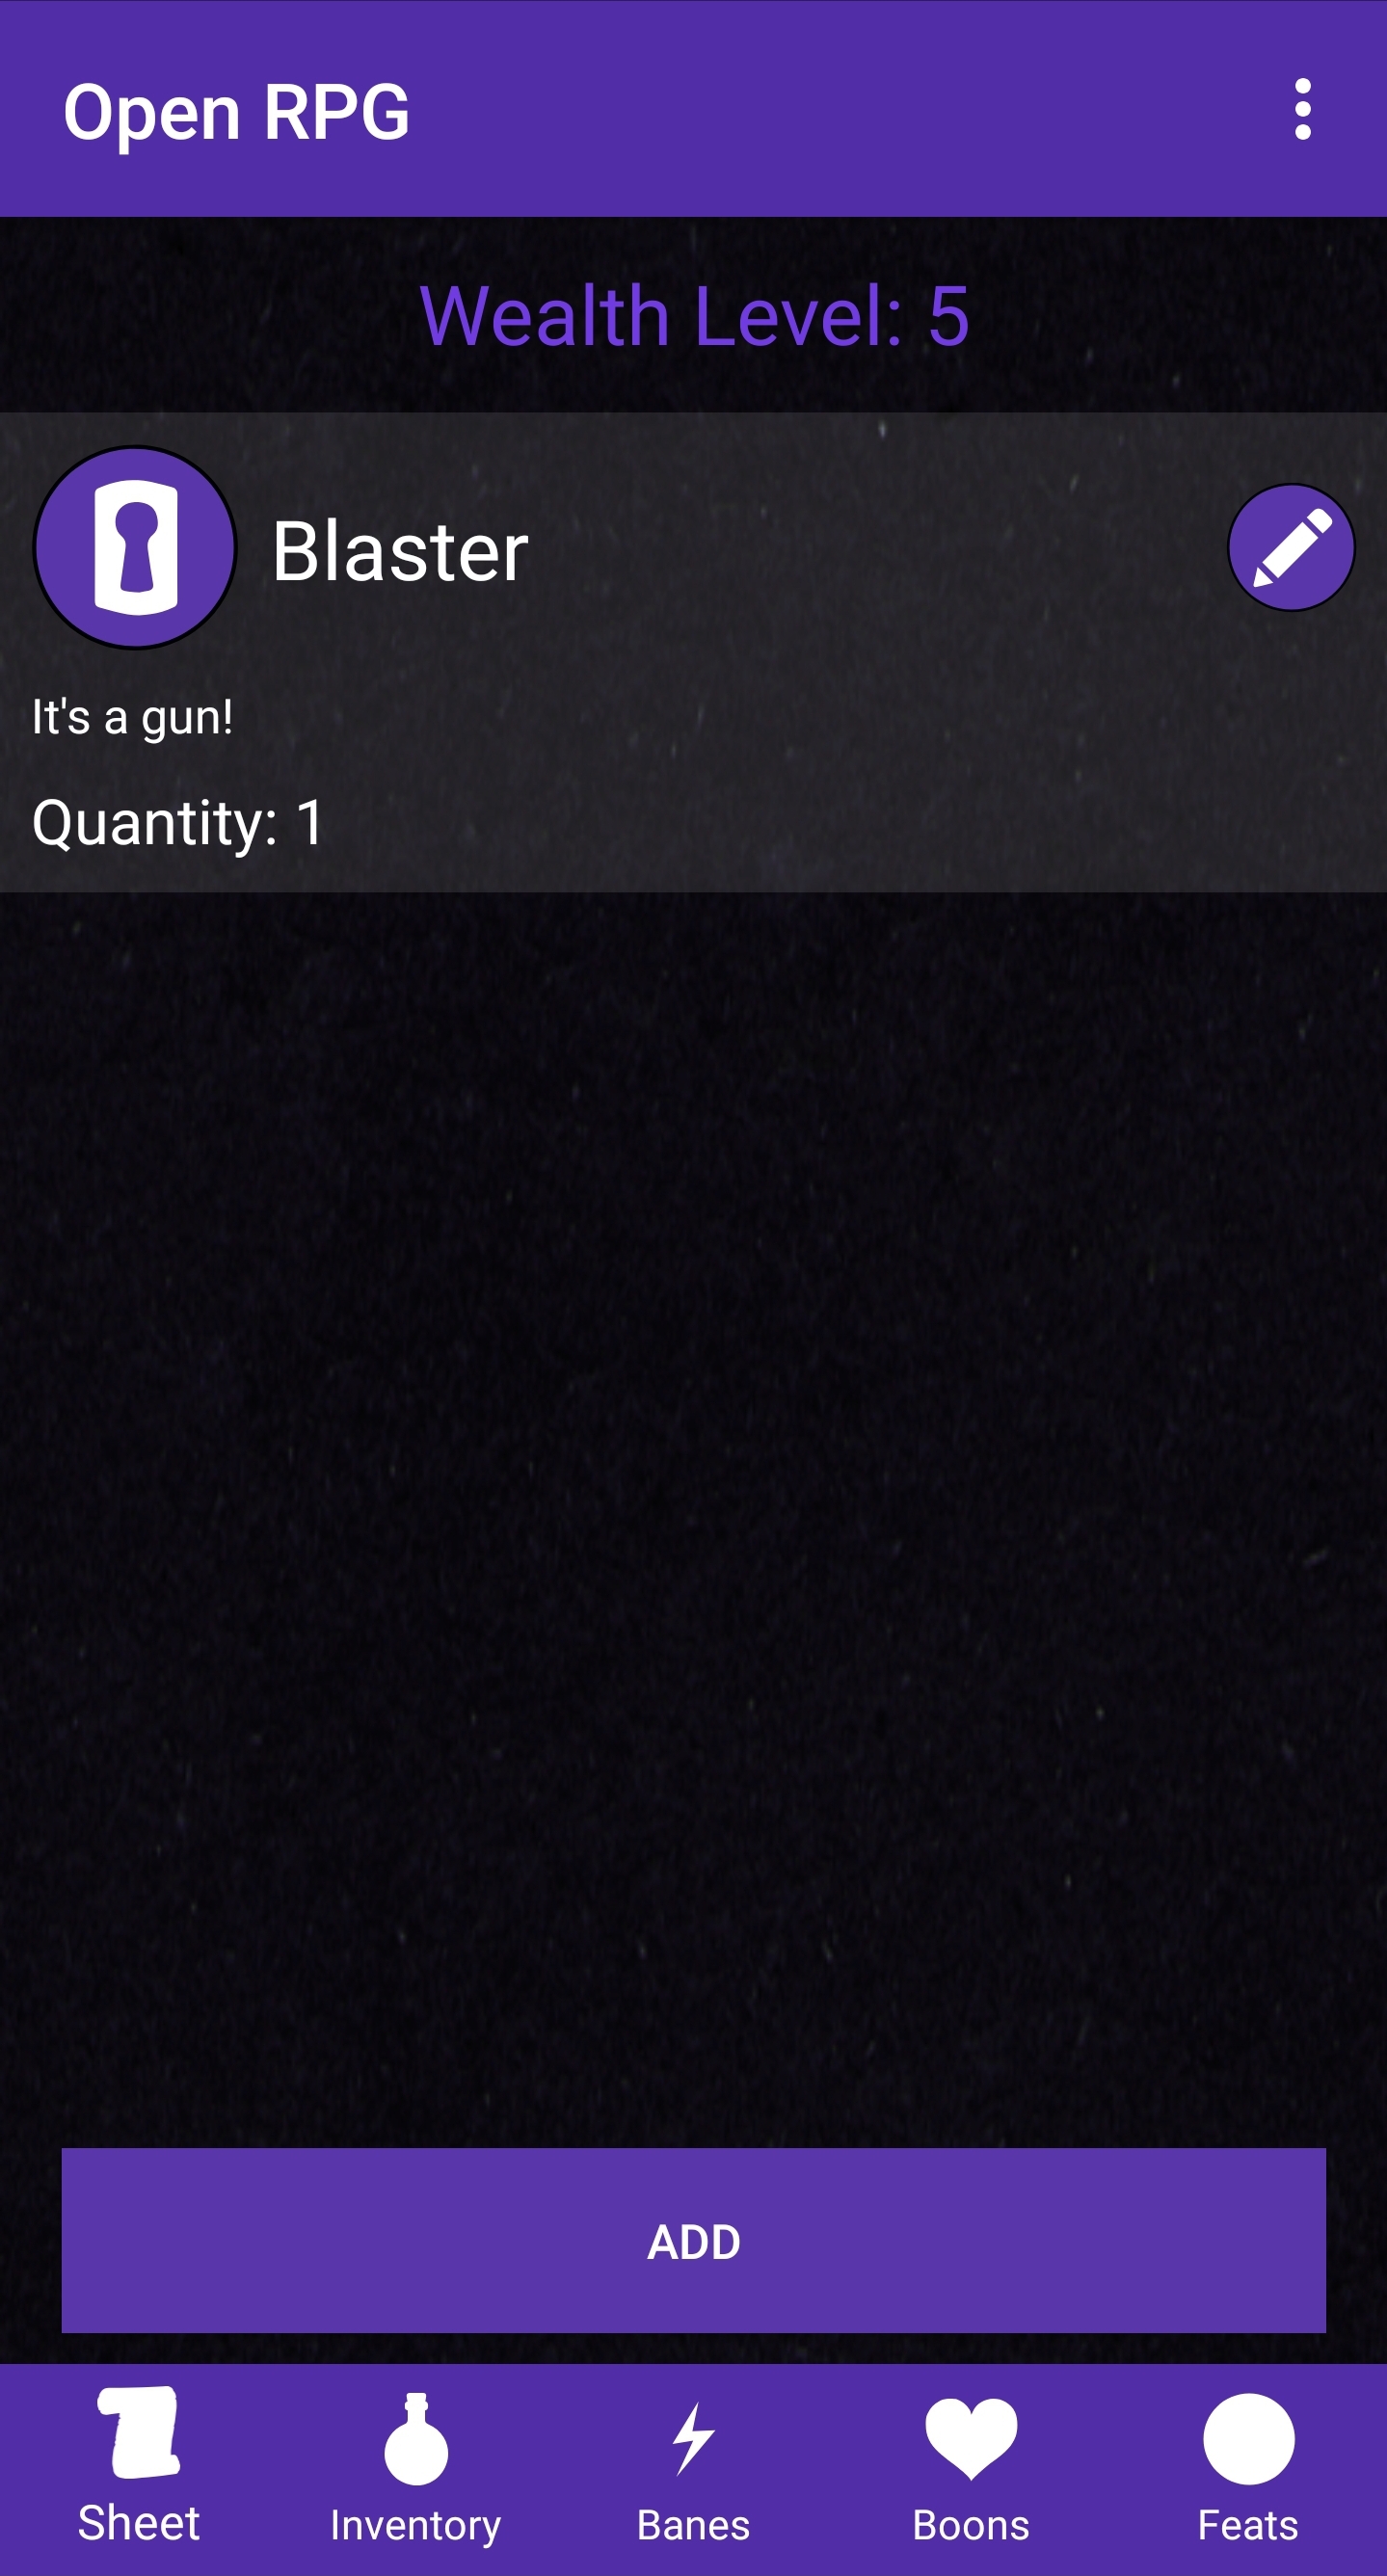 Open RPG
Wealth Level: 5
Blaster
It's a gun!
Quantity: 1
ADD
Sheet
Inventory
Banes
Boons
Feats